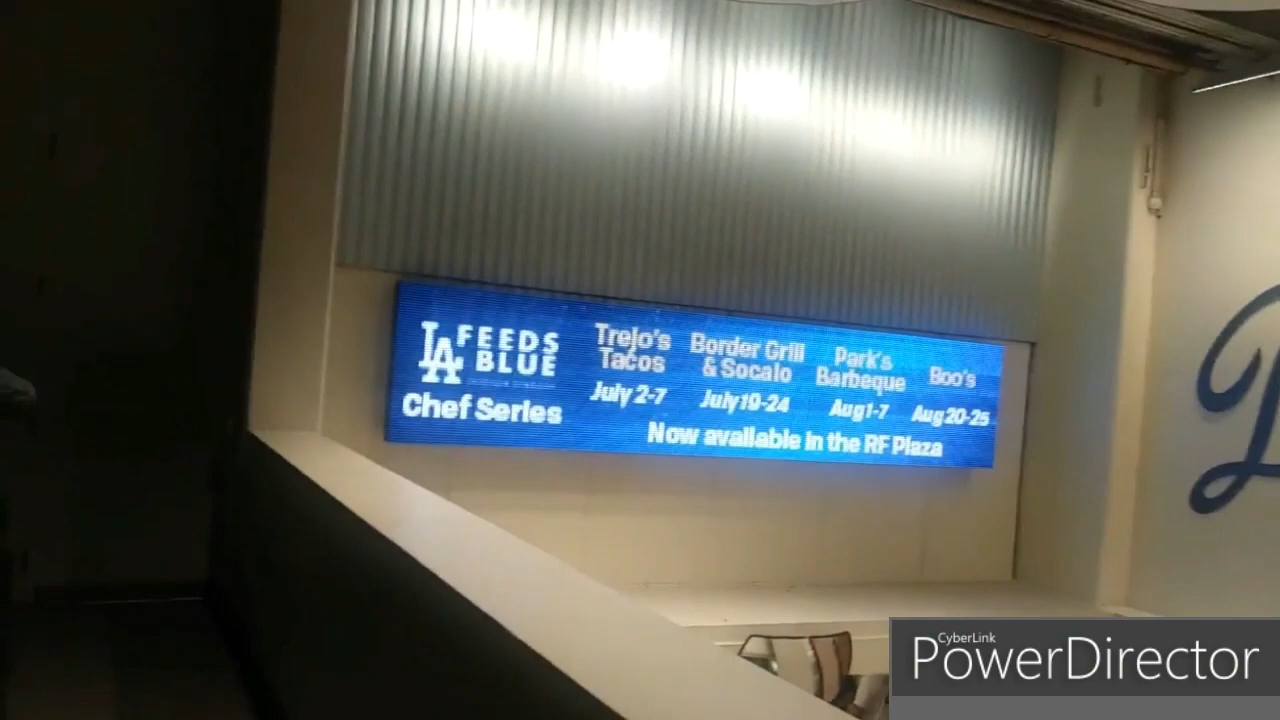 LA FEEDS
BLUE
Chef Series
Trejo's
Tacos
July 2-7
Border Grill
& Socalo
July 19-24
Park's
Barbeque
Aug 1-7
Boo's
Aug 20-25
Now available in the RF Plaza
CyberLink
PowerDirector